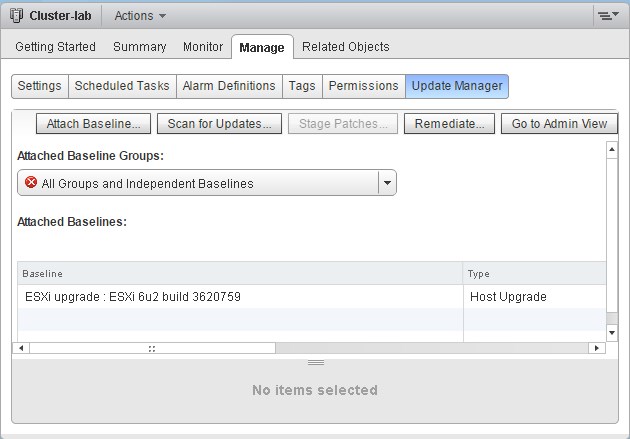 Cluster-lab Actions
Getting Started Summary Monitor Manage Related Objects
Settings Scheduled Tasks Alarm Definitions Tags Permissions Update Manager
Attach Baseline... Scan for Updates... Stage Patches... Remediate... Go to Admin View
Attached Baseline Groups:
All Groups and Independent Baselines
Attached Baselines:
Baseline Type
ESXi upgrade : ESXi 6u2 build 3620759 Host Upgrade
No items selected